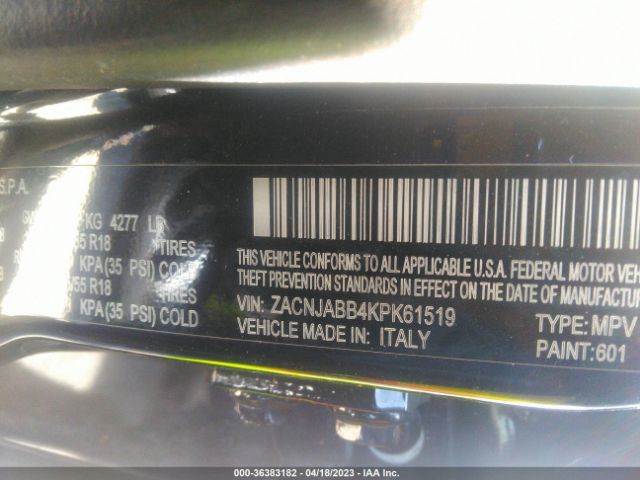 S.P.A.
KG 4277 LB
R18 TIRES
KPA(35 PSI) COLD
55 R18 TIRES
KPA(35 PSI) COLD
THIS VEHICLE CONFORMS TO ALL APPLICABLE U.S.A. FEDERAL MOTOR VEH
THEFT PREVENTION STANDARDS IN EFFECT ON THE DATE OF MANUFACTUR
VIN: ZACNJABB4KPK61519 TYPE: MPV
VEHICLE MADE IN: ITALY PAINT:601
000-36383182 - 04/18/2023 - IAA Inc.